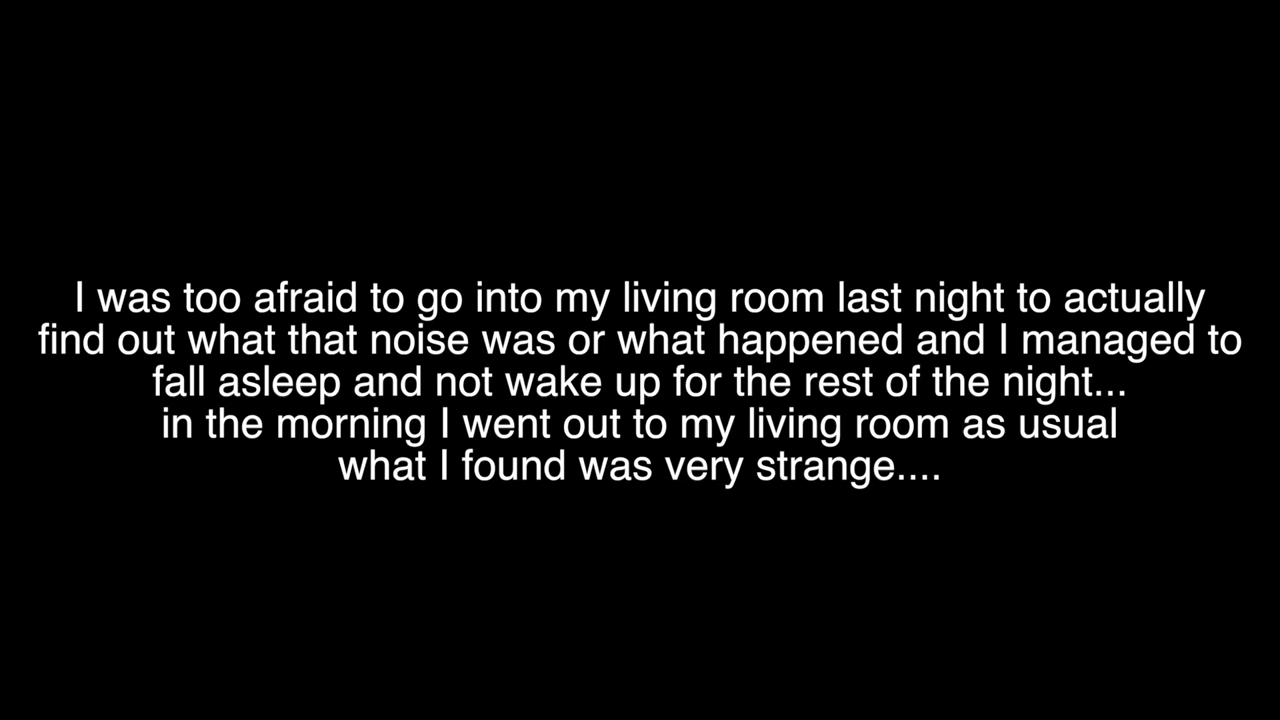 I was too afraid to go into my living room last night to actually
find out what that noise was or what happened and I managed to
fall asleep and not wake up for the rest of the night...
in the morning I went out to my living room as usual
what I found was very strange....